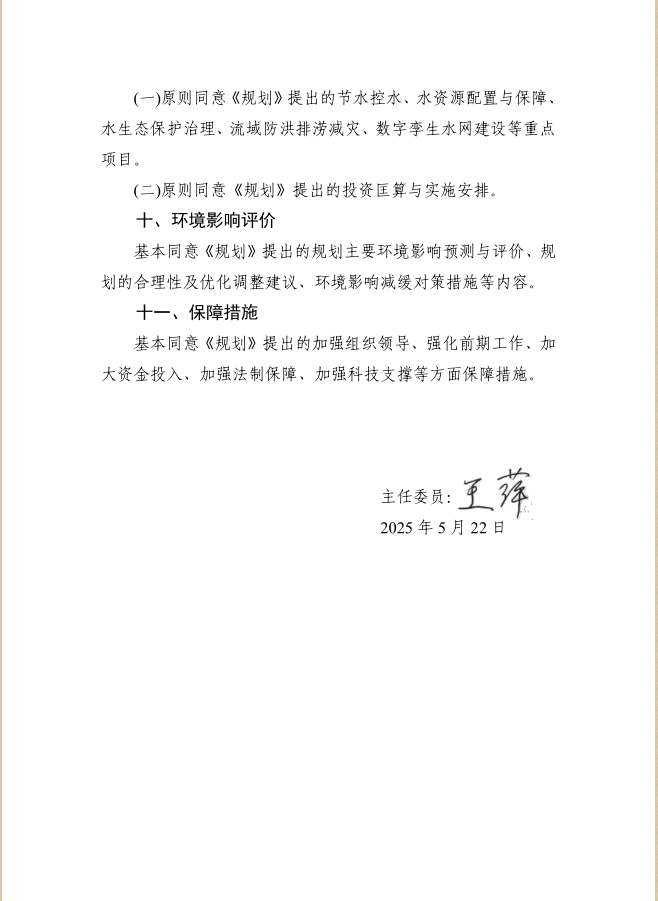 (一)原则同意《规划》提出的节水控水、水资源配置与保障、
水生态保护治理、流域防洪排涝减灾、数字孪生水网建设等重点
项目。
(二)原则同意《规划》提出的投资匡算与实施安排。
十、环境影响评价
基本同意《规划》提出的规划主要环境影响预测与评价、规
划的合理性及优化调整建议、环境影响减缓对策措施等内容。
十一、保障措施
基本同意《规划》提出的加强组织领导、强化前期工作、加
大资金投入、加强法制保障、加强科技支撑等方面保障措施。
主任委员：王萍
2025 年 5 月 22 日